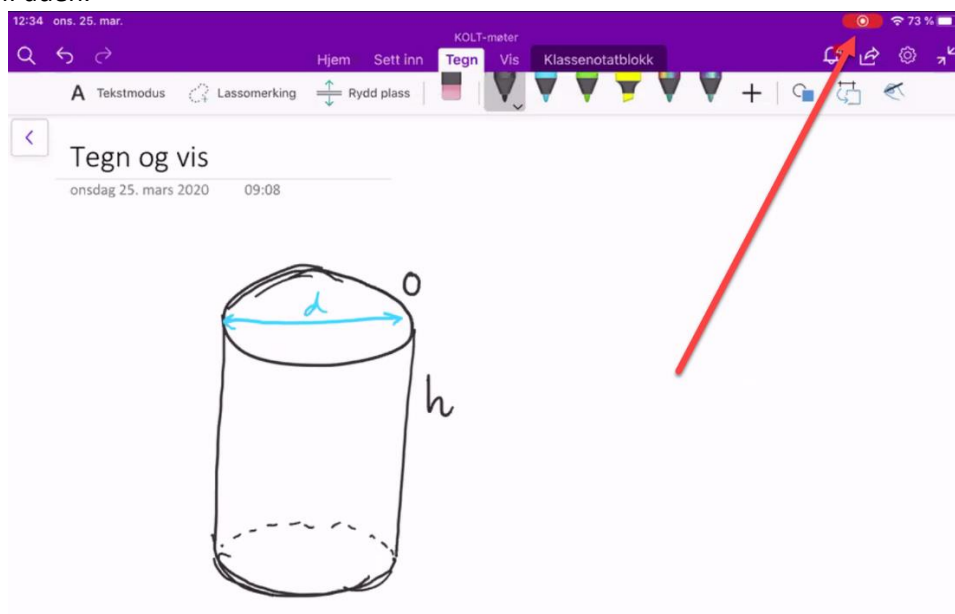 12:34 ons. 25. mar. 73 %
KOLT-møter
Hjem Sett inn Tegn Vis Klassenotatblokk
A Tekstmodus Lassomerking Rydd plass
Tegn og vis
onsdag 25. mars 2020 09:08
O
d
h